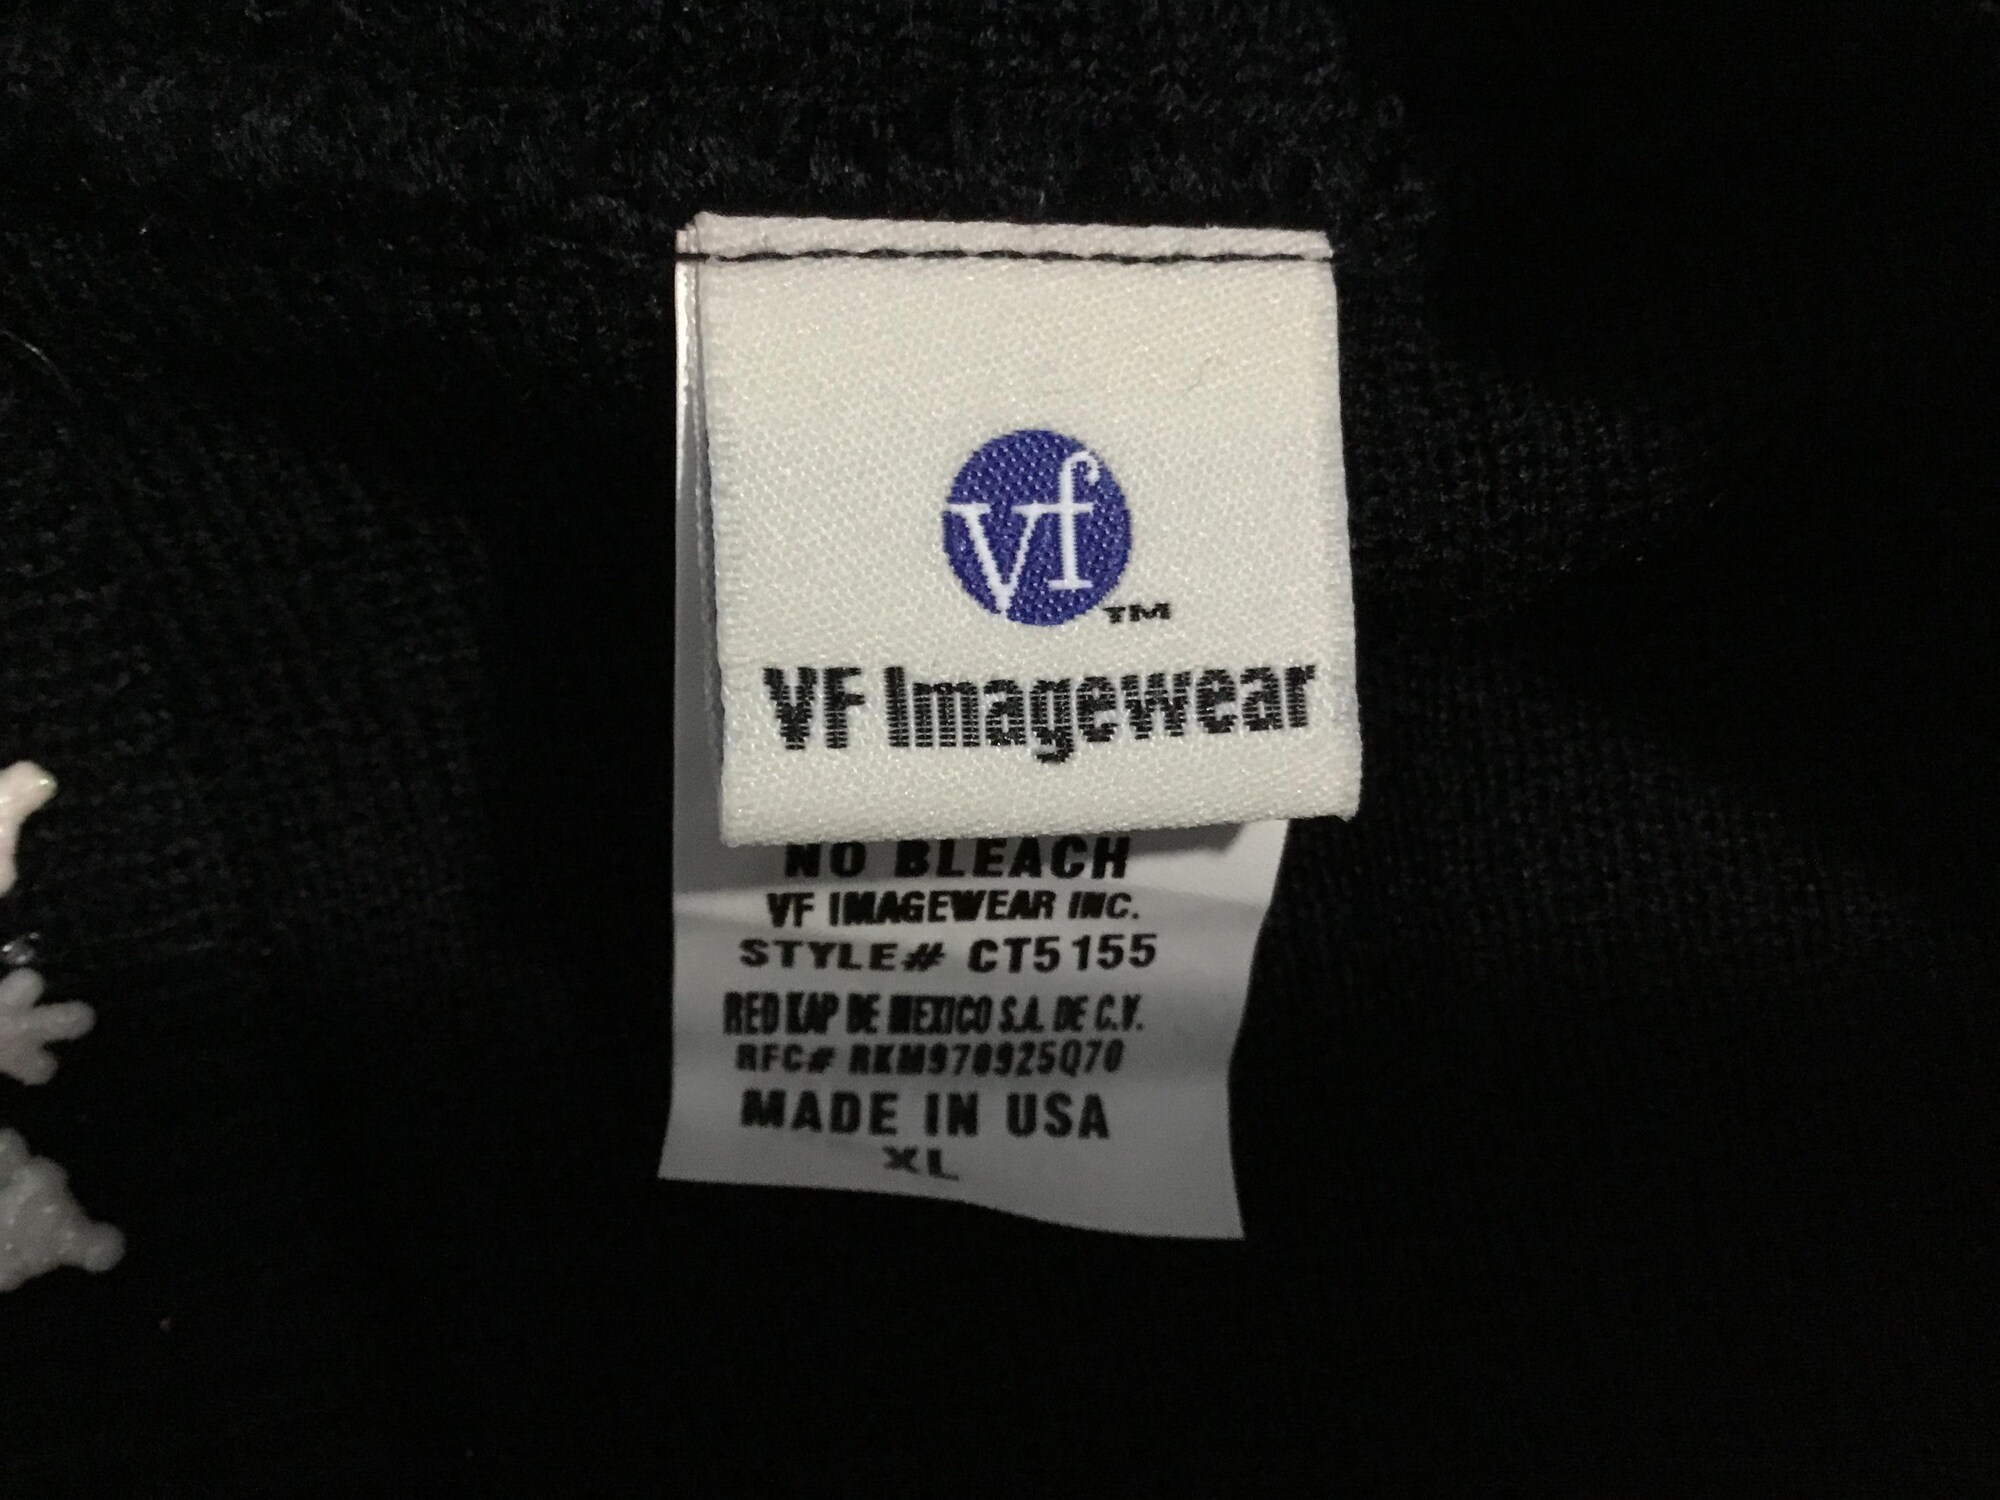 vf
TM
VF Imagewear
NO BLEACH
VF IMAGEWEAR INC.
STYLE# CT5155
RED KAP DE MEXICO S.A. DE C.V.
RFC# RKM970925Q70
MADE IN USA
XL